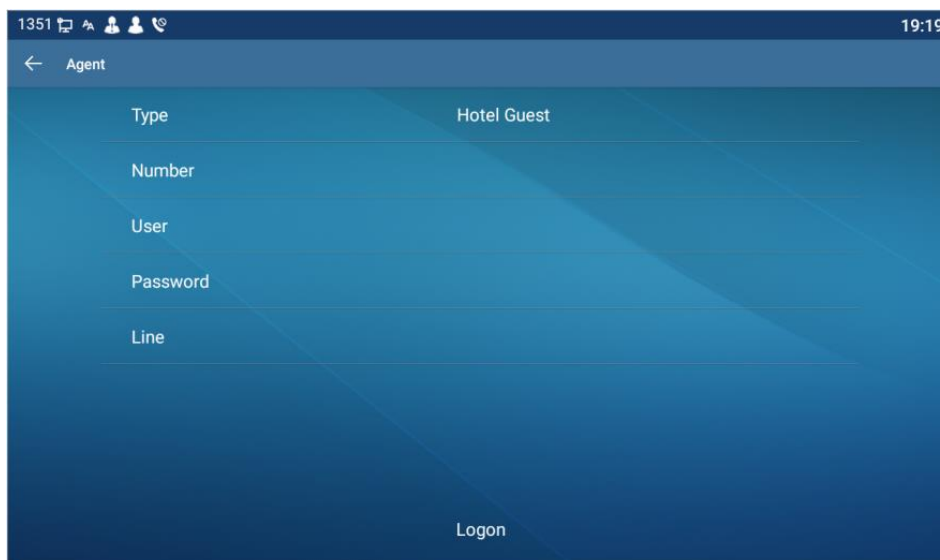 1351 19:19
Agent
Type Hotel Guest
Number
User
Password
Line
Logon